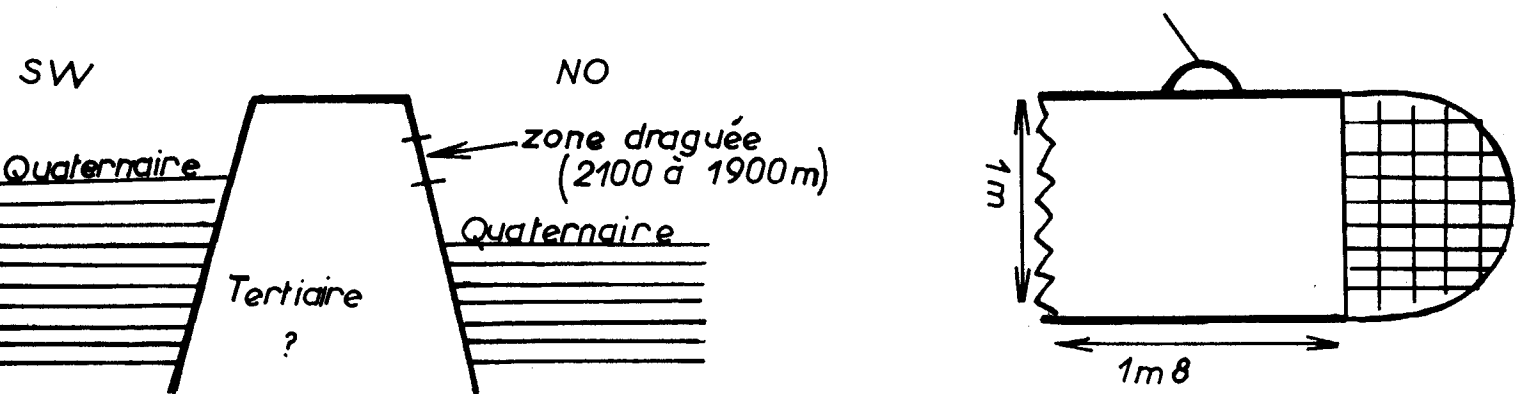 SW
NO
zone draguée
(2100 à 1900m)
Quaternaire
Quaternaire
Tertiaire
?
1m
1m 8